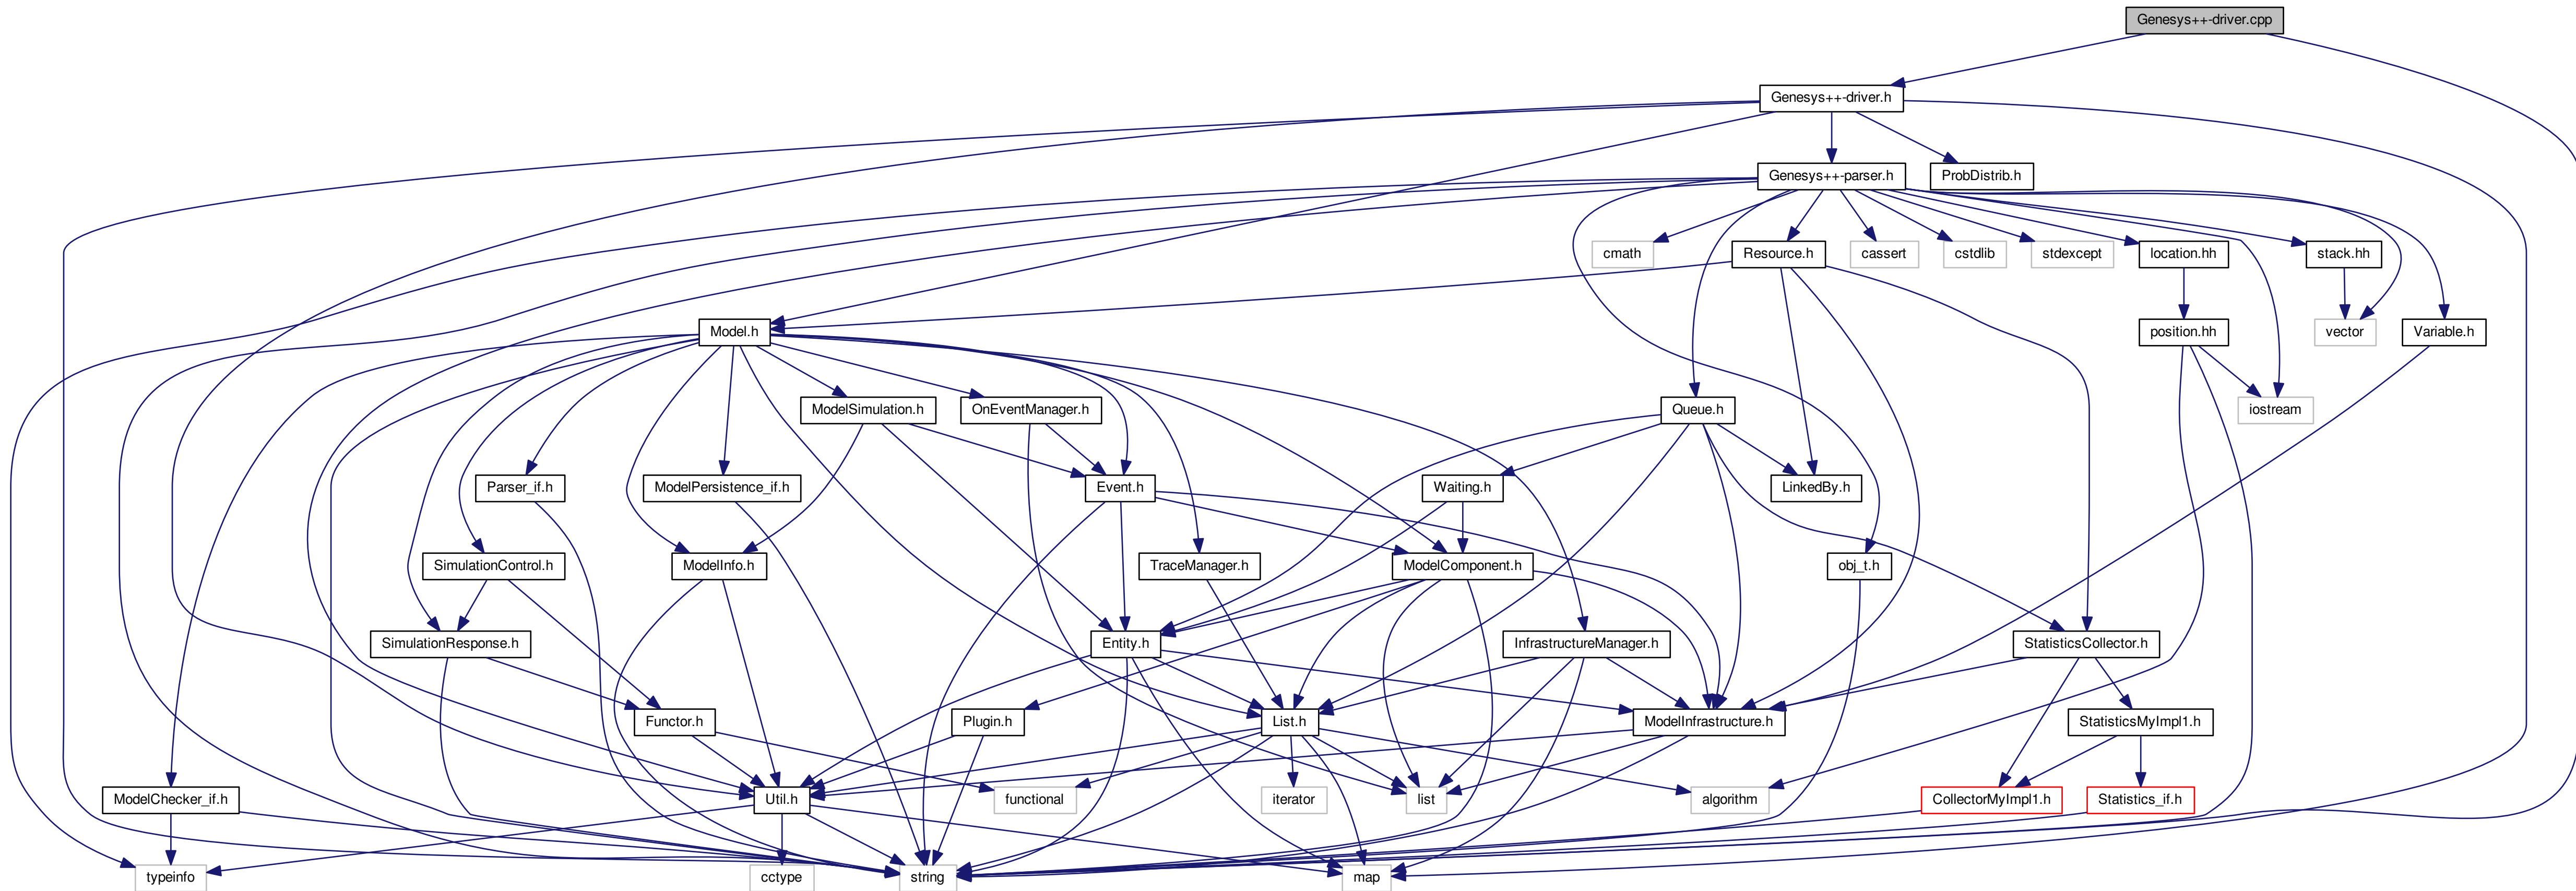 Genesys++-driver.cpp
Genesys++-driver.h
Genesys++-parser.h
ProbDistrib.h
cmath
Resource.h
cassert
cstdlib
stdexcept
location.hh
stack.hh
Model.h
position.hh
vector
Variable.h
ModelSimulation.h
OnEventManager.h
Queue.h
iostream
Parser_if.h
ModelPersistence_if.h
Event.h
Waiting.h
LinkedBy.h
SimulationControl.h
ModelInfo.h
TraceManager.h
ModelComponent.h
obj_t.h
SimulationResponse.h
Entity.h
InfrastructureManager.h
StatisticsCollector.h
Functor.h
Plugin.h
List.h
ModelInfrastructure.h
StatisticsMyImpl1.h
ModelChecker_if.h
Util.h
functional
iterator
list
algorithm
CollectorMyImpl1.h
Statistics_if.h
typeinfo
cctype
string
map